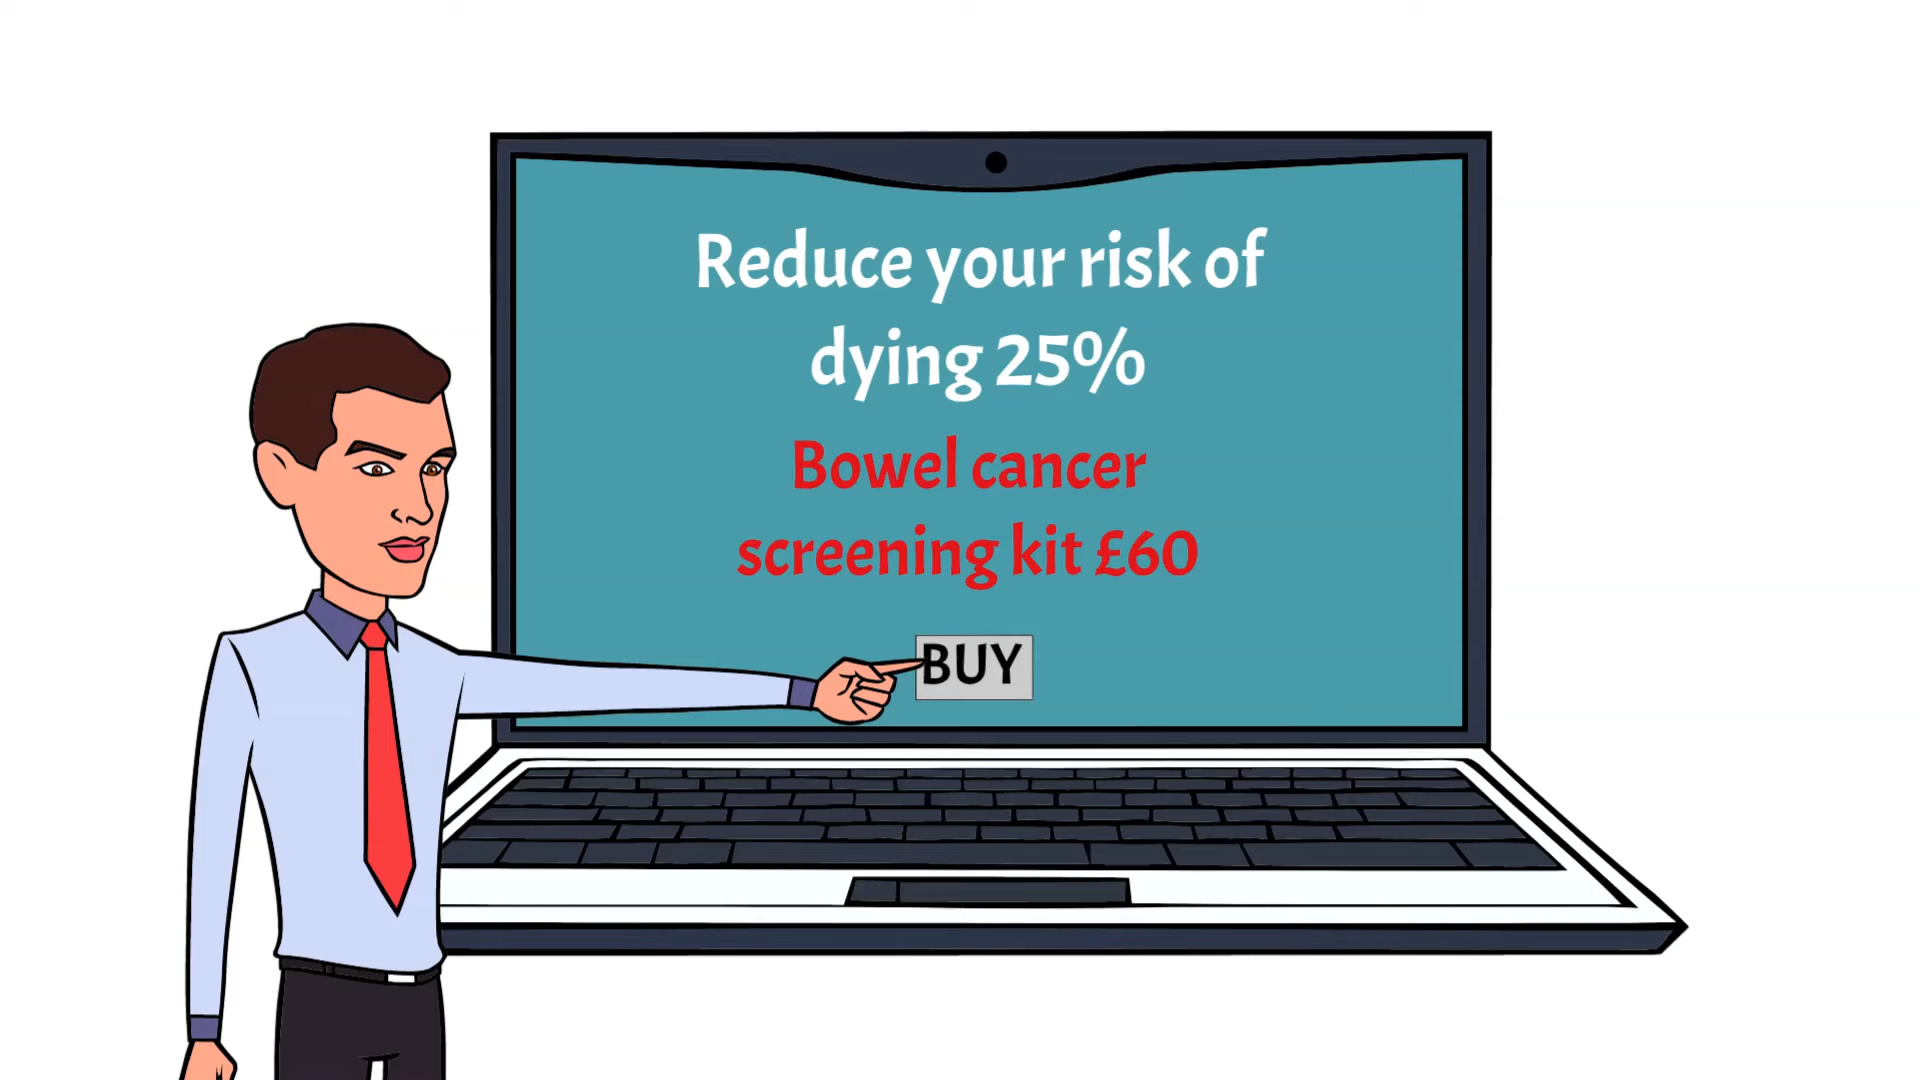 Reduce your risk of
dying 25%
Bowel cancer
screening kit £60
BUY